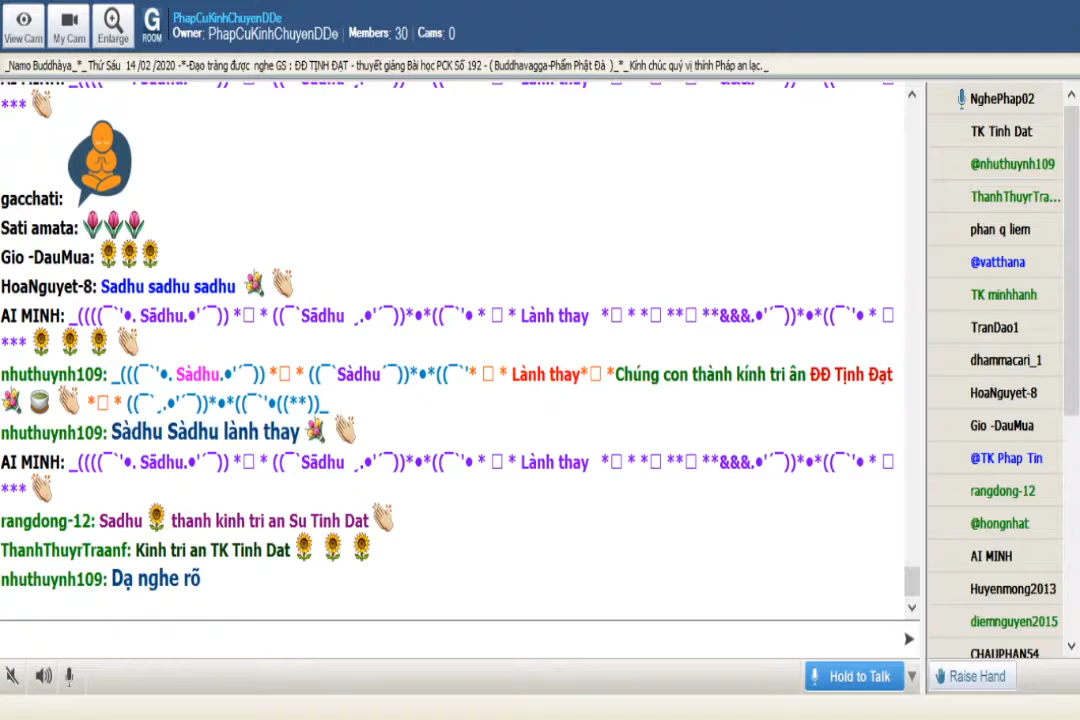 View Cam
My Cam
Enlarge
G
ROOM
PhapCuKinhChuyenDDe
Owner: PhapCuKinhChuyenDDe | Members: 30 | Cams: 0
_Namo Buddhàya_*_ Thứ Sáu 14 /02 /2020 -*-Đạo tràng được nghe GS : ĐĐ TỊNH ĐẠT - thuyết giảng Bài học PCK Số 192 - ( Buddhavagga-Phẩm Phật Đà )_*_ Kính chúc quý vị thính Pháp an lạc._
***
gacchati:
Sati amata:
Gio -DauMua:
HoaNguyet-8: Sadhu sadhu sadhu
AI MINH: _((((¯`'•. Sādhu.•'´¯)) *□ * ((¯`Sādhu ¸.•'´¯))*•*((¯`'• * □ * Lành thay *□ * *□ **□ **&&&.•'´¯))*•*((¯`'• * □
***
nhuthuynh109: _(((¯`'•. Sàdhu.•'´¯)) *□ * ((¯`Sàdhu´¯))*•*((¯`'* □ * Lành thay*□ *Chúng con thành kính tri ân ĐĐ Tịnh Đạt
*□ * ((¯`¸.•'´¯))*•*((¯`'•((**))_
nhuthuynh109: Sàdhu Sàdhu lành thay
AI MINH: _((((¯`'•. Sādhu.•'´¯)) *□ * ((¯`Sādhu ¸.•'´¯))*•*((¯`'• * □ * Lành thay *□ * *□ **□ **&&&.•'´¯))*•*((¯`'• * □
***
rangdong-12: Sadhu thanh kinh tri an Su Tinh Dat
ThanhThuyrTraanf: Kinh tri an TK Tinh Dat
nhuthuynh109: Dạ nghe rõ
Hold to Talk
NghePhap02
TK Tinh Dat
@nhuthuynh109
ThanhThuyrTra...
phan q liem
@vatthana
TK minhhanh
TranDao1
dhammacari_1
HoaNguyet-8
Gio -DauMua
@TK Phap Tin
rangdong-12
@hongnhat
AI MINH
Huyenmong2013
diemnguyen2015
CHAUPHAN54
Raise Hand